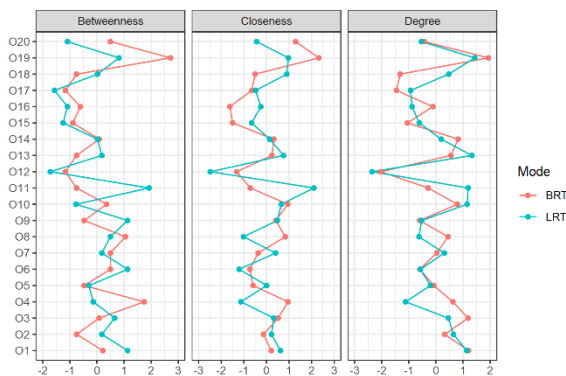 Betweenness Closeness Degree
O20
O19
O18
O17
O16
O15
O14
O13
O12
O11
O10
O9
O8
O7
O6
O5
O4
O3
O2
O1
-2 -1 0 1 2 3 -2 -1 0 1 2 3 -2 -1 0 1 2
Mode
BRT
LRT